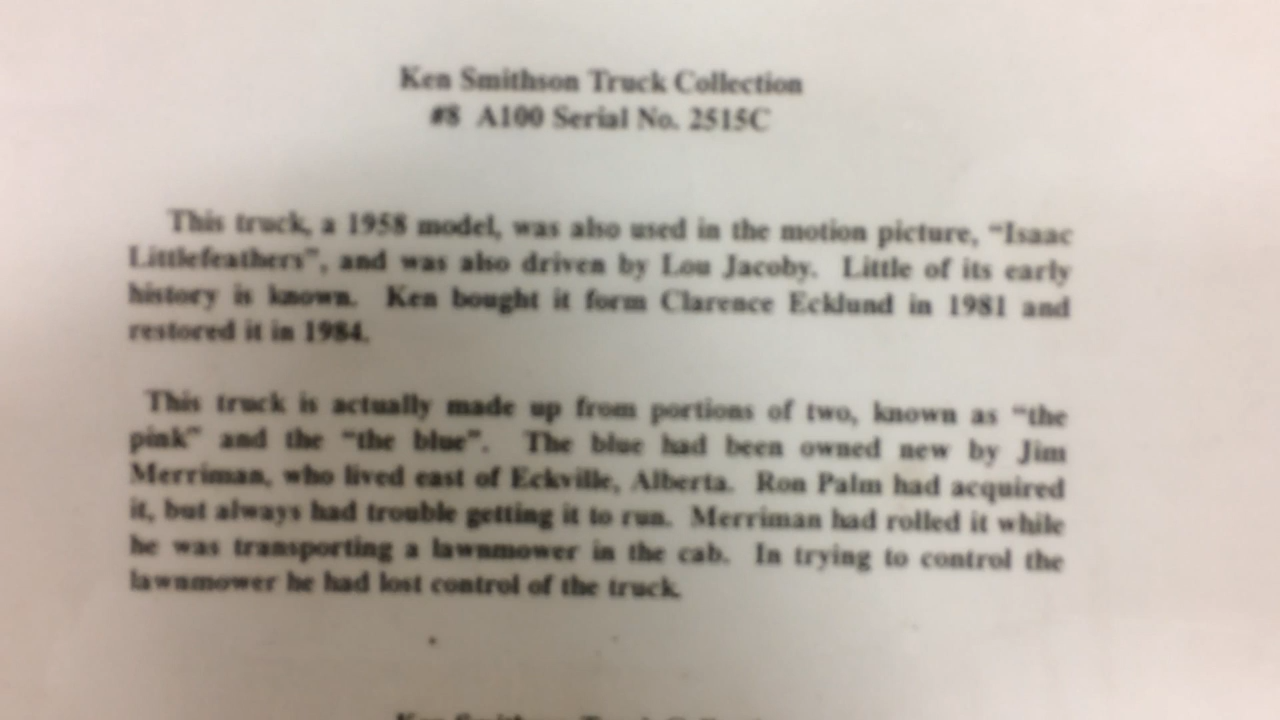 Ken Smithson Truck Collection
#8 A100 Serial No. 2515C
This truck, a 1958 model, was also used in the motion picture, "Isaac
Littlefeathers", and was also driven by Lou Jacoby. Little of its early
history is known. Ken bought it form Clarence Ecklund in 1981 and
restored it in 1984.
This truck is actually made up from portions of two, known as "the
pink" and the "the blue". The blue had been owned new by Jim
Merriman, who lived east of Eckville, Alberta. Ron Palm had acquired
it, but always had trouble getting it to run. Merriman had rolled it while
he was transporting a lawnmower in the cab. In trying to control the
lawnmower he had lost control of the truck.